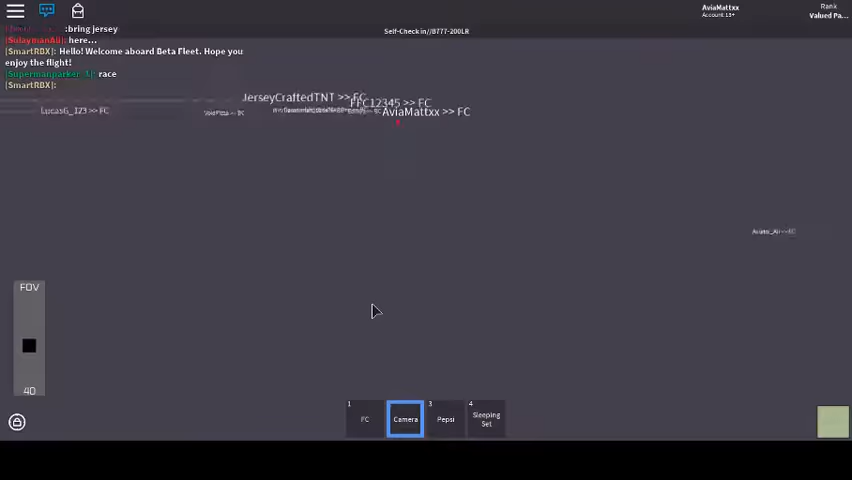 AviaMattxx
Account: 13+
Rank
Valued Pa...
Self-Check in//B777-200LR
:bring jersey
[SulaymanAli]: here...
[SmartRBX]: Hello! Welcome aboard Beta Fleet. Hope you
enjoy the flight!
race
[SmartRBX]:
JerseyCraftedTNT >> FC
FFC12345 >> FC
LucasG_123 >> FC
AviaMattxx >> FC
FOV
40
1
FC
Camera
3
Pepsi
4
Sleeping
Set